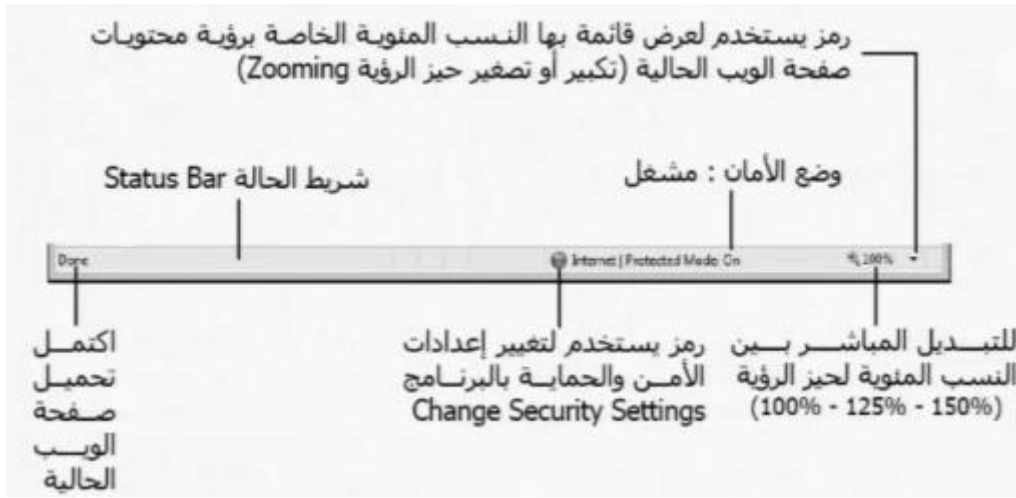 رمز يستخدم لعرض قائمة بها النسب المئوية الخاصة برؤية محتويات
صفحة الويب الحالية (تكبير أو تصغير حيز الرؤية Zooming)
وضع الأمان : مشغل
شريط الحالة Status Bar
Done
Internet | Protected Mode: On
100%
للتبديل المباشر بين
النسب المئوية لحيز الرؤية
(100% - 125% - 150%)
رمز يستخدم لتغيير إعدادات
الأمن والحماية بالبرنامج
Change Security Settings
اكتمل
تحميل
صفحة
الويب
الحالية